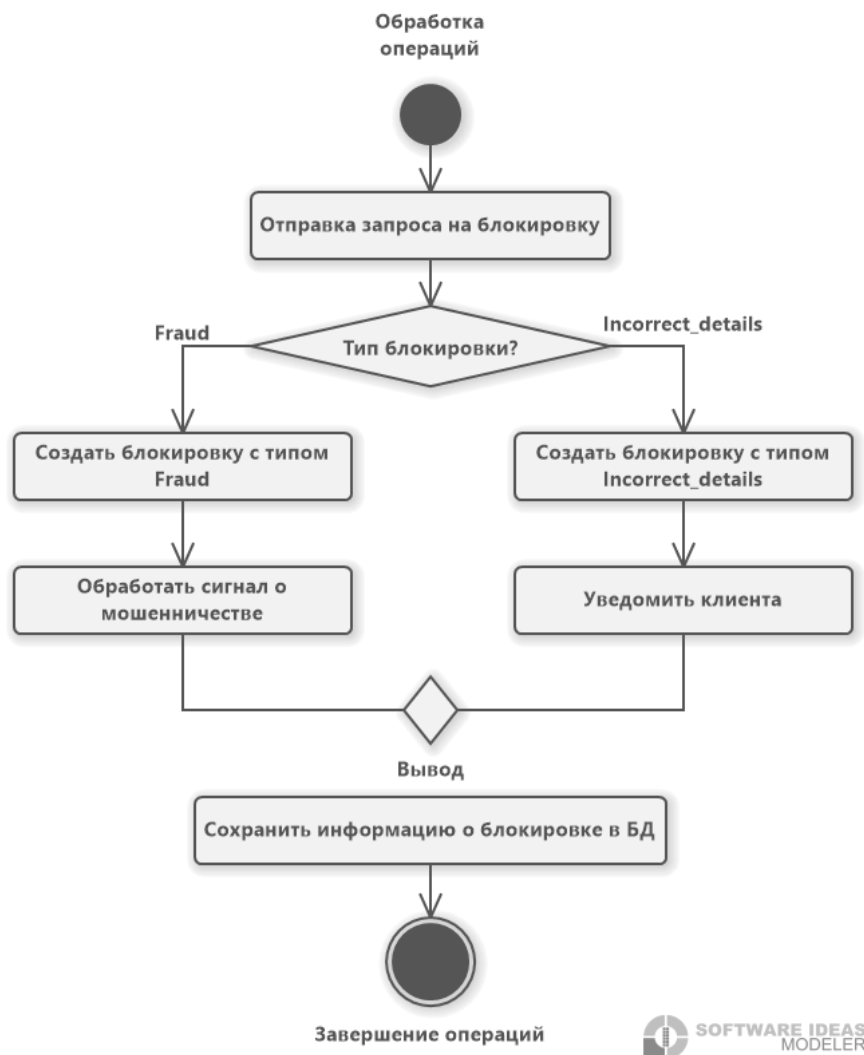 Обработка
операций
Отправка запроса на блокировку
Fraud
Тип блокировки?
Incorrect_details
Создать блокировку с типом
Fraud
Создать блокировку с типом
Incorrect_details
Обработать сигнал о
мошенничестве
Уведомить клиента
Вывод
Сохранить информацию о блокировке в БД
Завершение операций
SOFTWARE IDEAS
MODELER